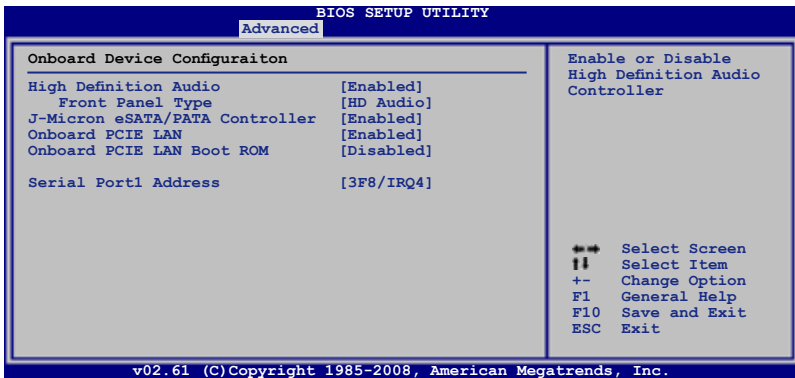 BIOS SETUP UTILITY
Advanced
Onboard Device Configuraiton
High Definition Audio [Enabled]
Front Panel Type [HD Audio]
J-Micron eSATA/PATA Controller [Enabled]
Onboard PCIE LAN [Enabled]
Onboard PCIE LAN Boot ROM [Disabled]
Serial Port1 Address [3F8/IRQ4]
Enable or Disable
High Definition Audio
Controller
←→ Select Screen
↑↓ Select Item
+- Change Option
F1 General Help
F10 Save and Exit
ESC Exit
v02.61 (C)Copyright 1985-2008, American Megatrends, Inc.